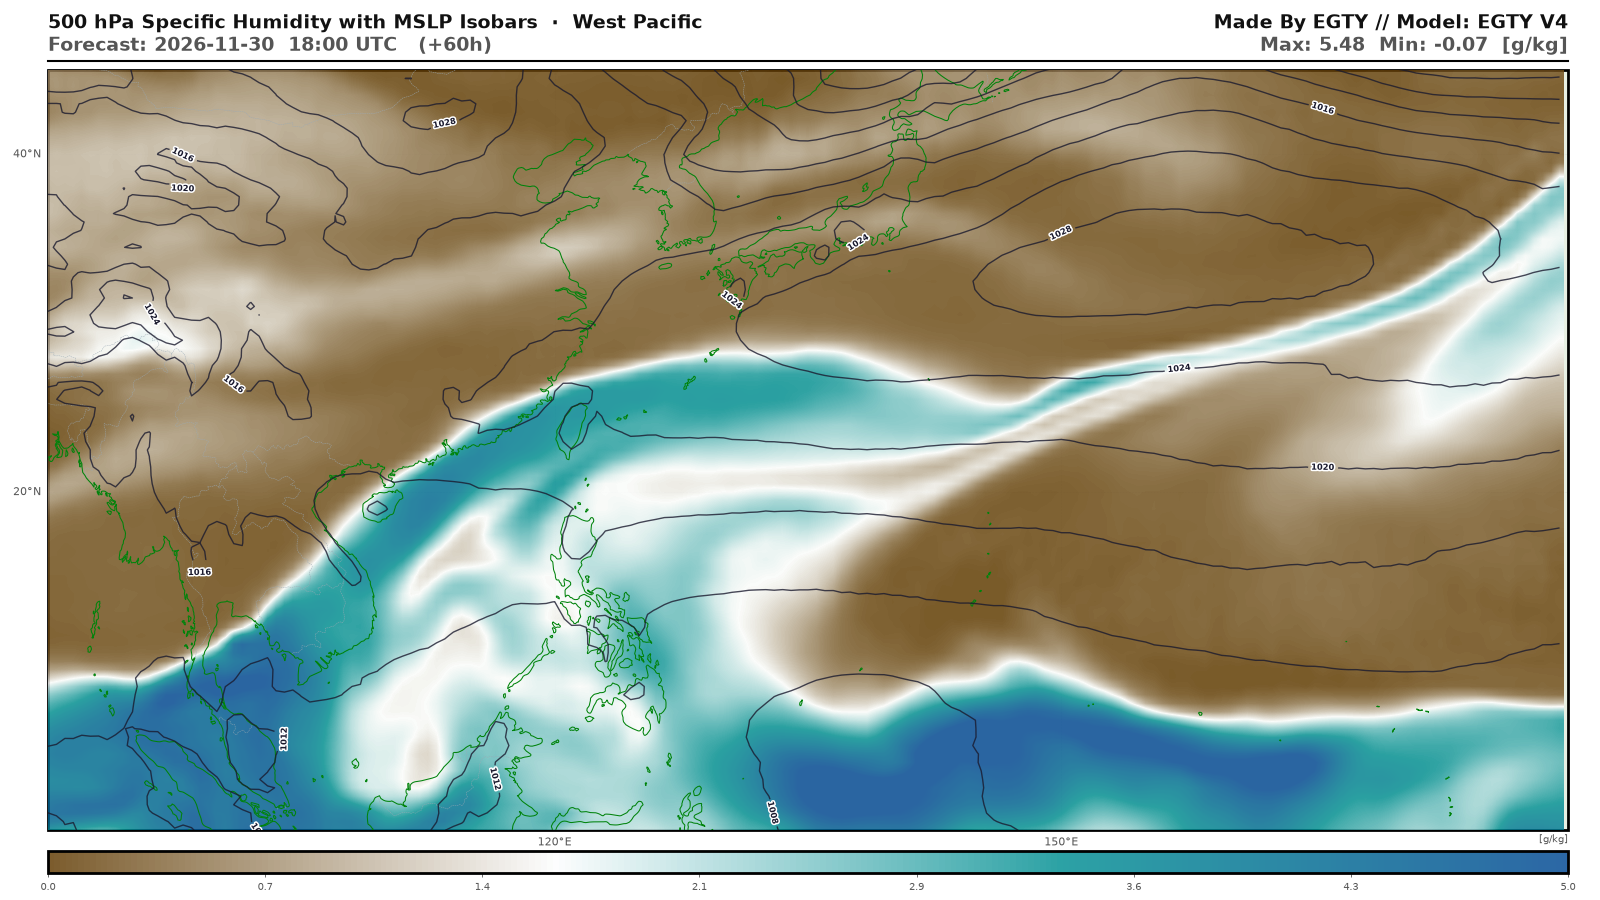 500 hPa Specific Humidity with MSLP Isobars · West Pacific
Made By EGTY // Model: EGTY V4
Forecast: 2026-11-30 18:00 UTC (+60h)
Max: 5.48 Min: -0.07 [g/kg]
1016
1028
40°N
1016
1020
1028
1024
1024
1024
1024
1016
1020
20°N
1016
1012
1012
1008
120°E
150°E
[g/kg]
0.0
0.7
1.4
2.1
2.9
3.6
4.3
5.0